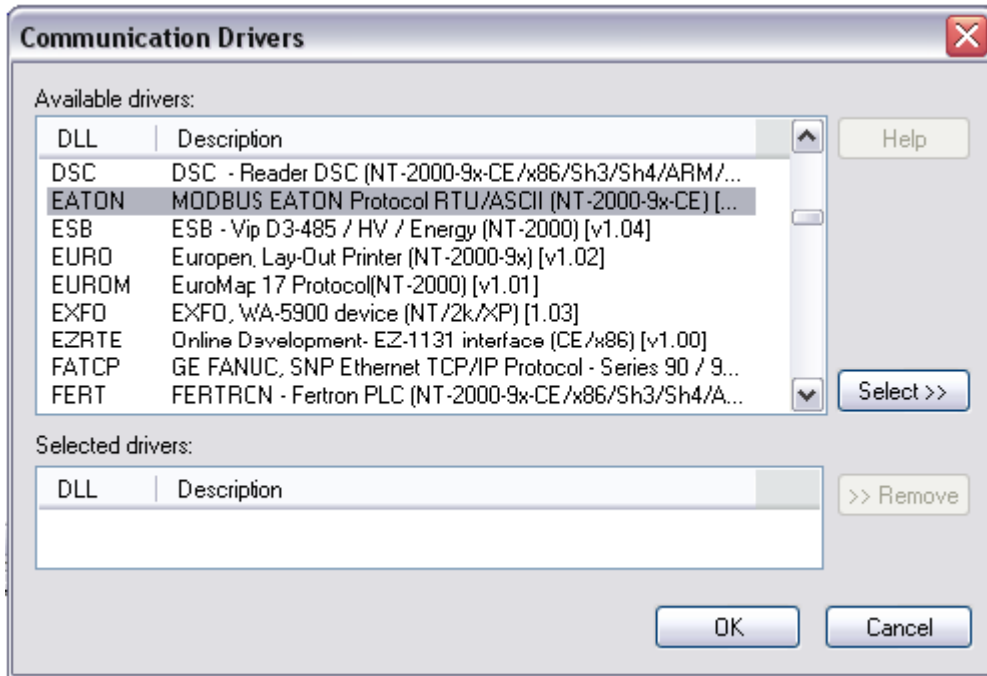 Communication Drivers
Available drivers:
DLL Description
DSC DSC - Reader DSC (NT-2000-9x-CE/x86/Sh3/Sh4/ARM/...
EATON MODBUS EATON Protocol RTU/ASCII (NT-2000-9x-CE) [...
ESB ESB - Vip D3-485 / HV / Energy (NT-2000) [v1.04]
EURO Europen, Lay-Out Printer (NT-2000-9x) [v1.02]
EUROM EuroMap 17 Protocol(NT-2000) [v1.01]
EXFO EXFO, WA-5900 device (NT/2k/XP) [1.03]
EZRTE Online Development- EZ-1131 interface (CE/x86) [v1.00]
FATCP GE FANUC, SNP Ethernet TCP/IP Protocol - Series 90 / 9...
FERT FERTRCN - Fertron PLC (NT-2000-9x-CE/x86/Sh3/Sh4/A...
Help
Select >>
Selected drivers:
DLL Description
>> Remove
OK Cancel